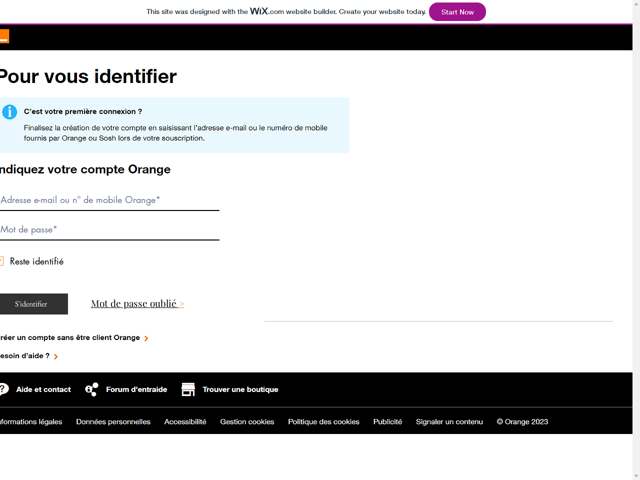 This site was designed with the WiX.com website builder. Create your website today. Start Now
Pour vous identifier
C'est votre première connexion ?
Finalisez la création de votre compte en saisissant l'adresse e-mail ou le numéro de mobile
fournis par Orange ou Sosh lors de votre souscription.
ndiquez votre compte Orange
Adresse e-mail ou n° de mobile Orange*
Mot de passe*
Reste identifié
S'identifier
Mot de passe oublié >
réer un compte sans être client Orange
esoin d'aide ?
Aide et contact Forum d'entraide Trouver une boutique
nformations légales Données personnelles Accessibilité Gestion cookies Politique des cookies Publicité Signaler un contenu © Orange 2023